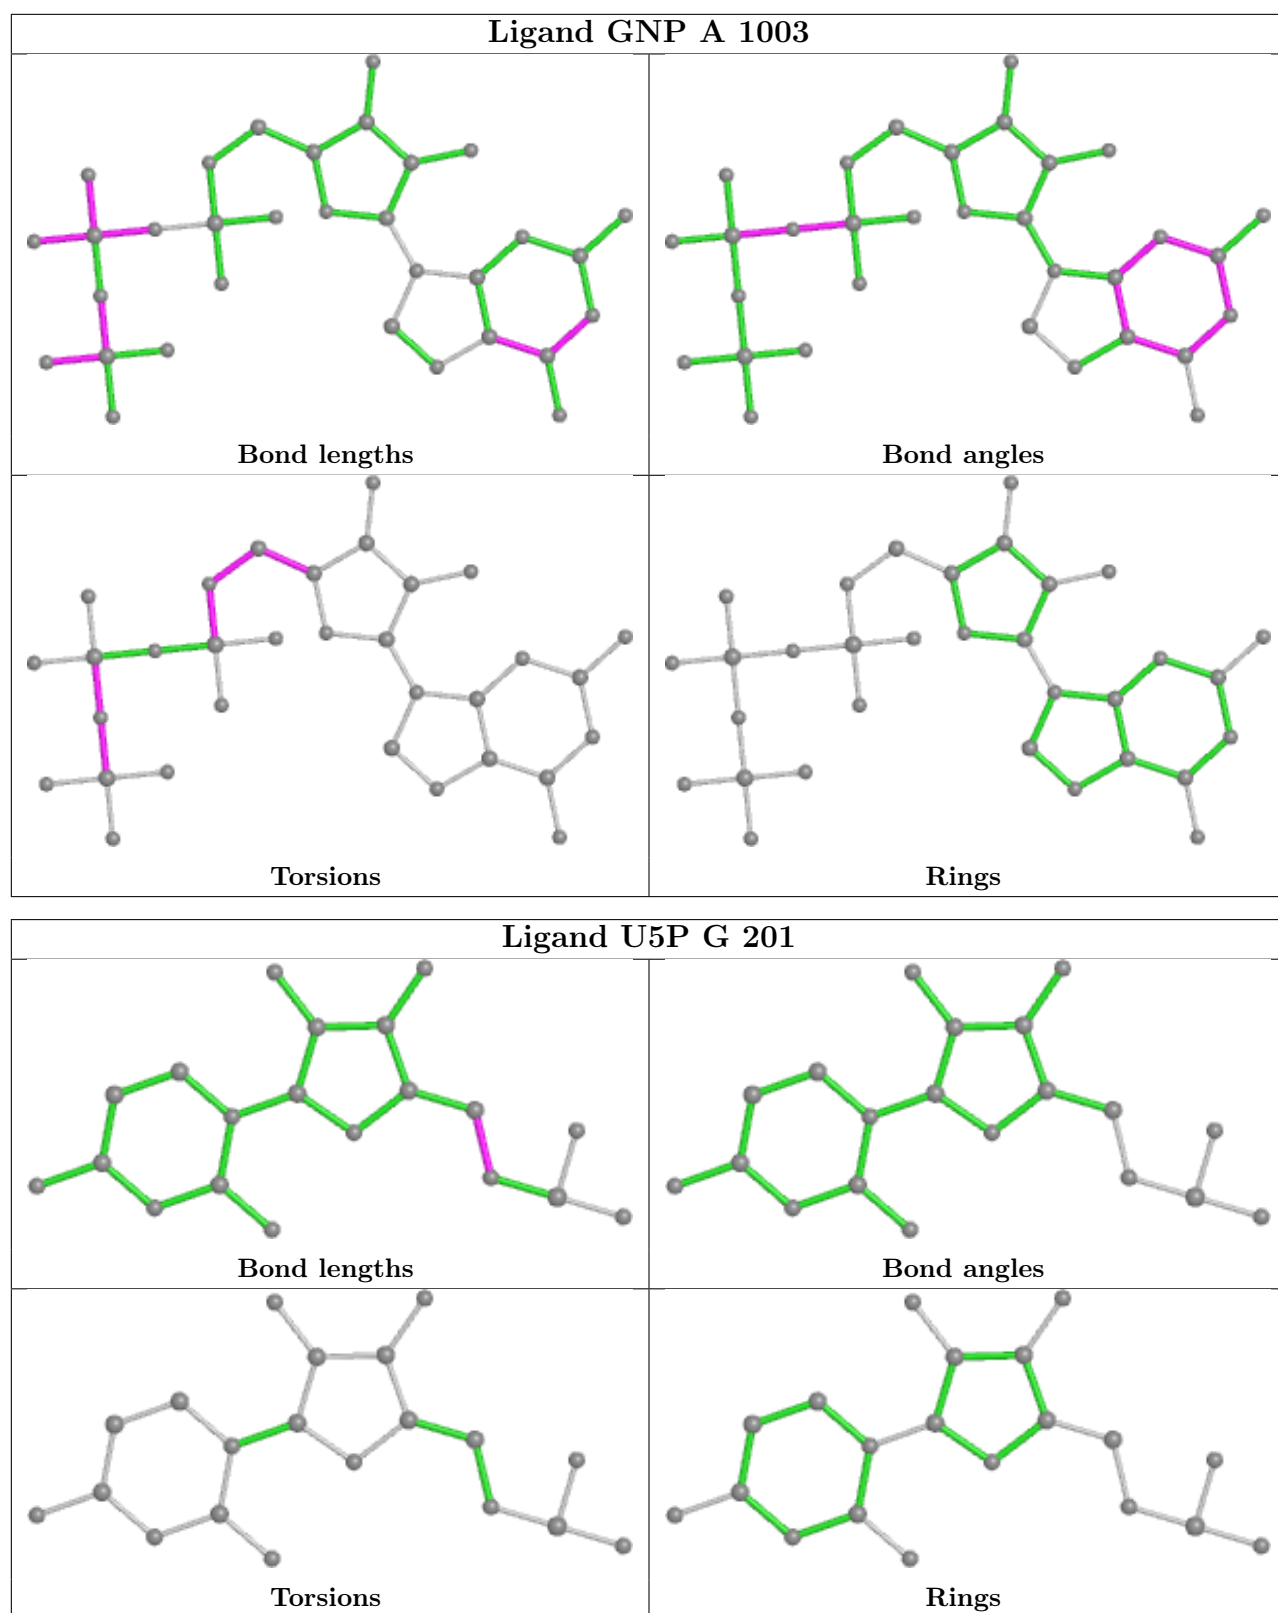 Ligand GNP A 1003
Bond lengths
Bond angles
Torsions
Rings
Ligand U5P G 201
Bond lengths
Bond angles
Torsions
Rings